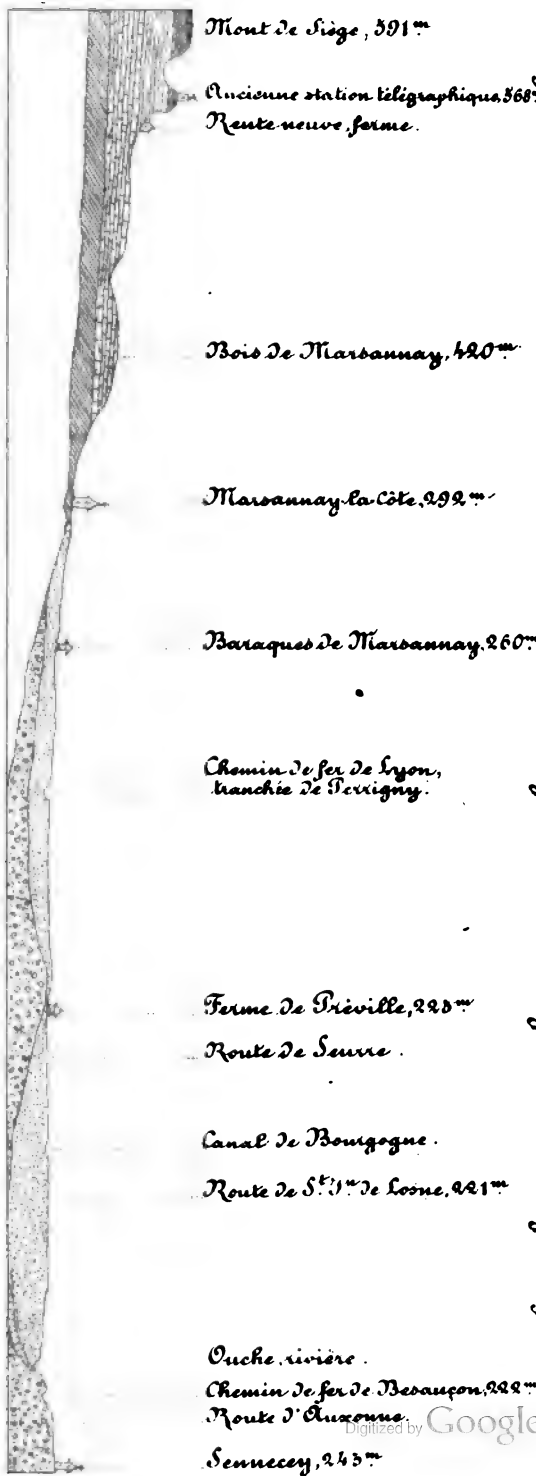 Mont de Siège, 591m
Ancienne station télégraphique, 568m
Rente neuve, ferme.
Bois de Marsannay, 420m
Marsannay-la-Côte, 292m
Baraques de Marsannay, 260m
Chemin de fer de Lyon,
tranchée de Perrigny.
Ferme de Préville, 225m
Route de Seurre.
Canal de Bourgogne.
Route de St Jn de Losne, 221m
Ouche, rivière.
Chemin de fer de Besançon, 222m
Route d'Auxonne.
Digitized by Google
Sennecey, 245m